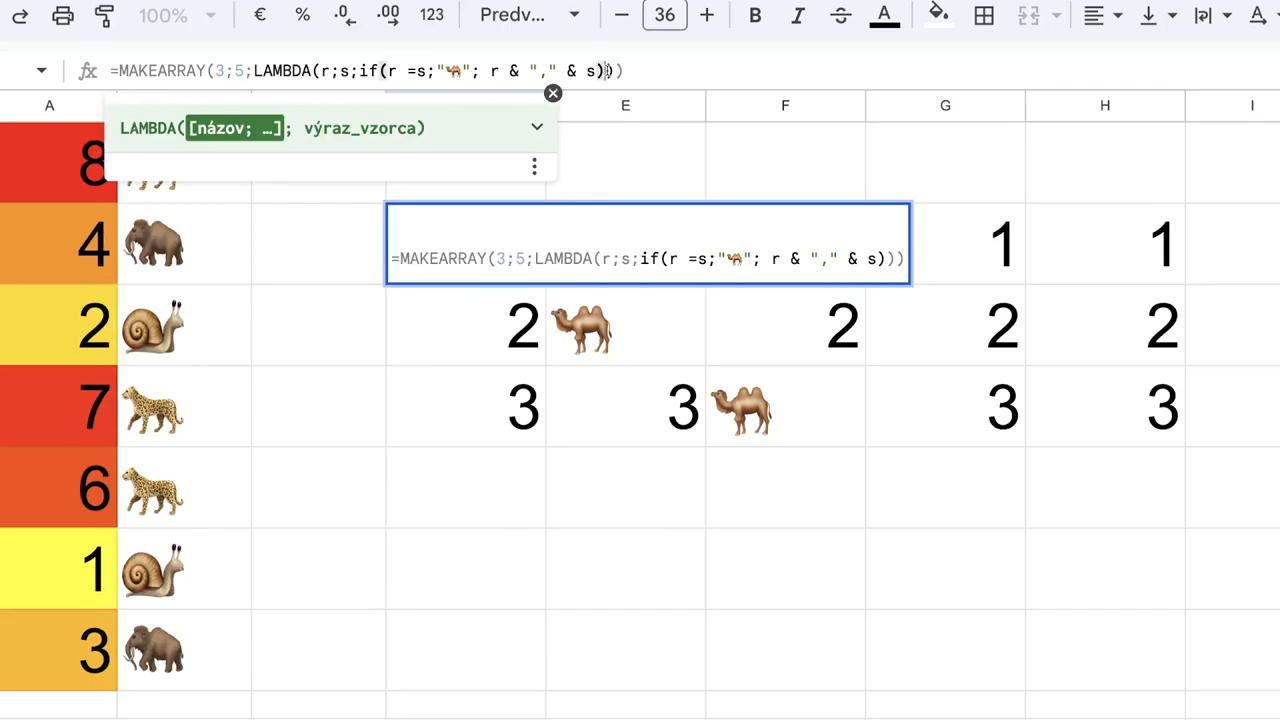 100% € % .0 .00 123 Predv... − 36 + B I A A
fx =MAKEARRAY(3;5;LAMBDA(r;s;if(r =s;"🐫"; r & "," & s)))
A E F G H I
LAMBDA([názov; …]; výraz_vzorca)
8
4 =MAKEARRAY(3;5;LAMBDA(r;s;if(r =s;"🐫"; r & "," & s))) 1 1
2 2 2 2 2
7 3 3 3 3
6
1
3